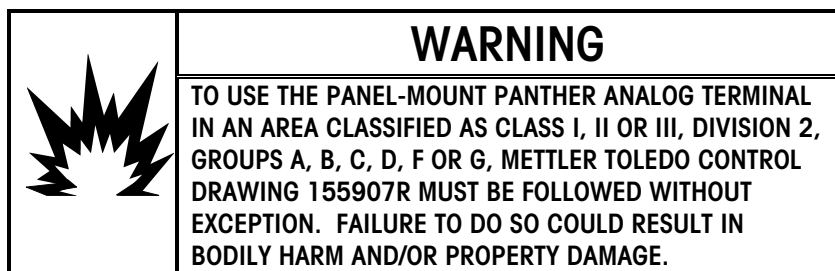 WARNING
TO USE THE PANEL-MOUNT PANTHER ANALOG TERMINAL
IN AN AREA CLASSIFIED AS CLASS I, II OR III, DIVISION 2,
GROUPS A, B, C, D, F OR G, METTLER TOLEDO CONTROL
DRAWING 155907R MUST BE FOLLOWED WITHOUT
EXCEPTION.  FAILURE TO DO SO COULD RESULT IN
BODILY HARM AND/OR PROPERTY DAMAGE.